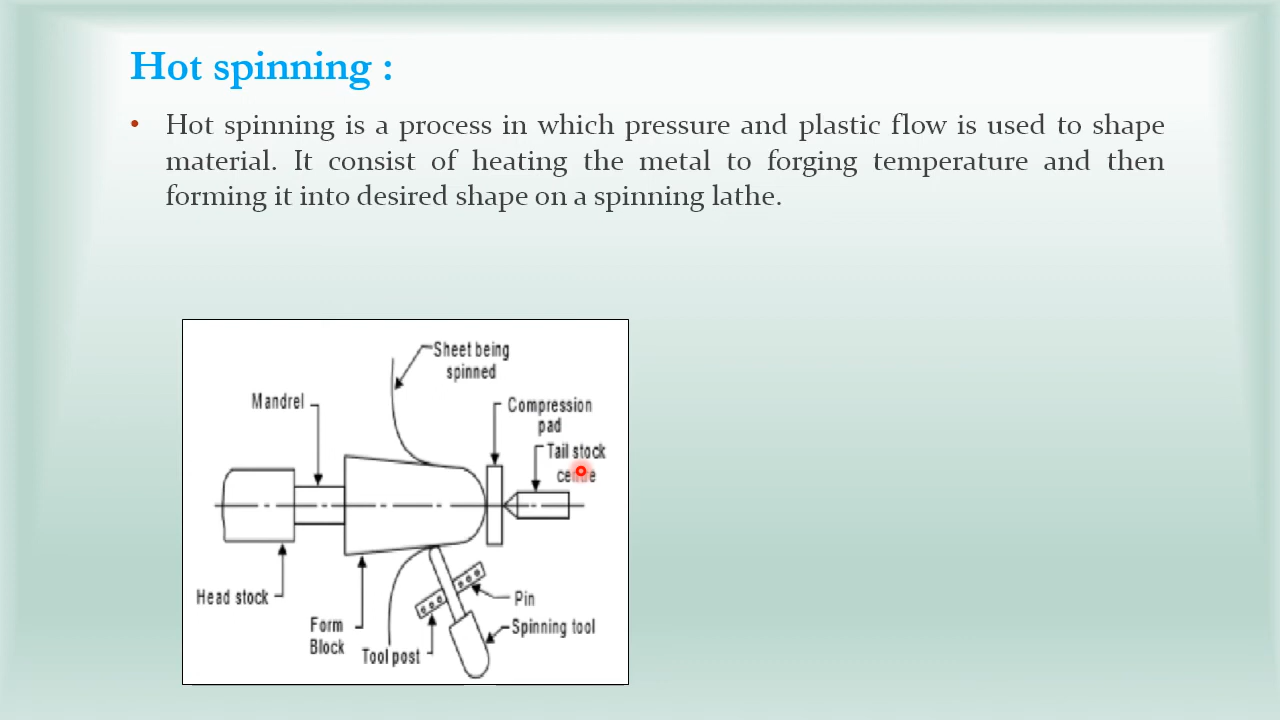 Hot spinning :
• Hot spinning is a process in which pressure and plastic flow is used to shape
material. It consist of heating the metal to forging temperature and then
forming it into desired shape on a spinning lathe.
Sheet being
spinned
Mandrel
Compression
pad
Tail stock
centre
Head stock
Form
Block
Tool post
Pin
Spinning tool